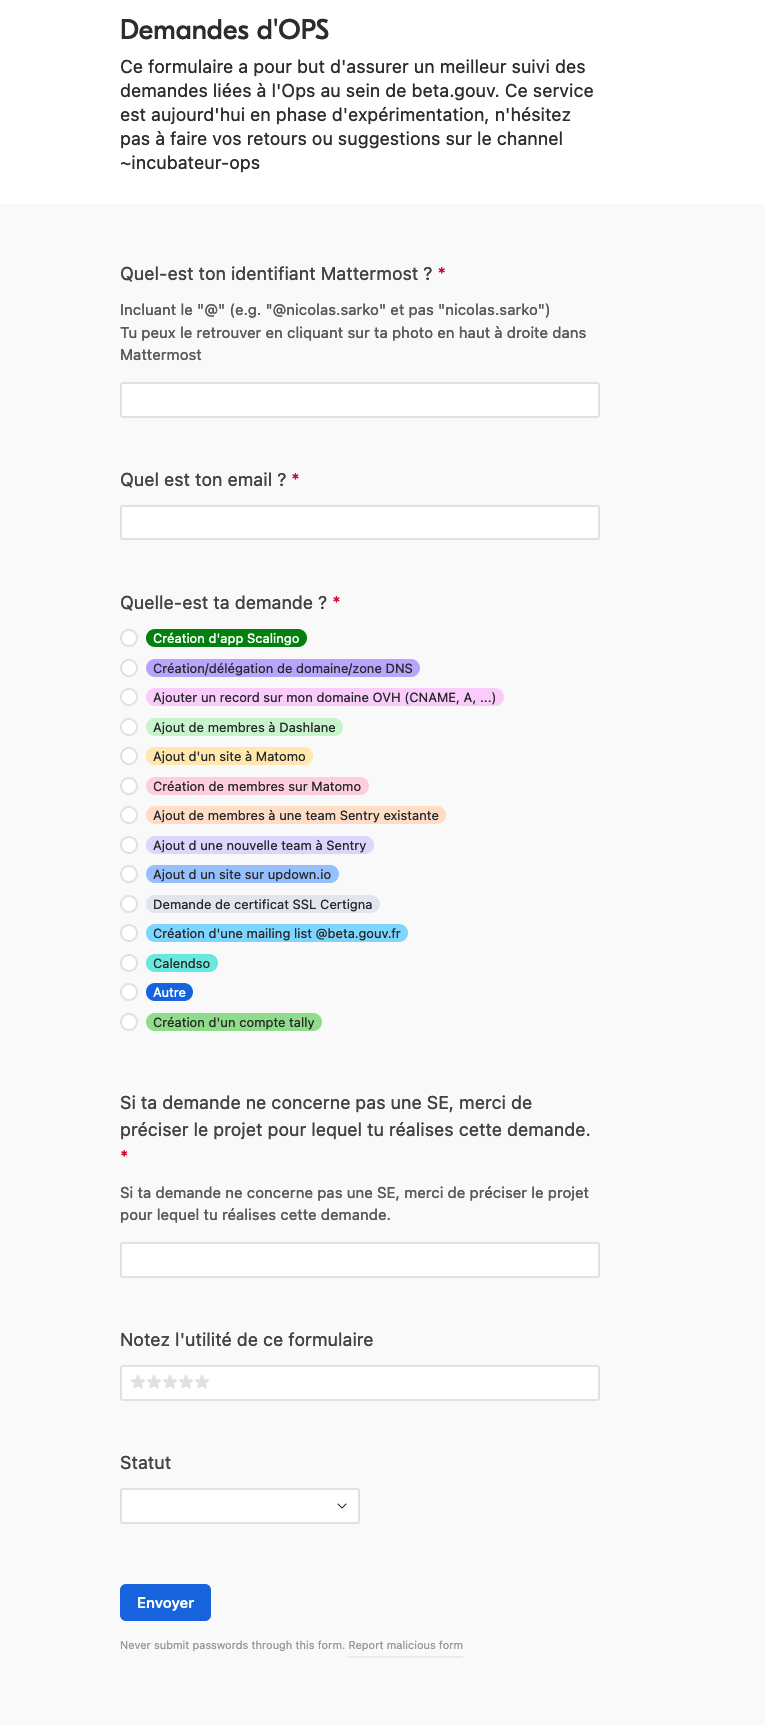 Demandes d'OPS
Ce formulaire a pour but d'assurer un meilleur suivi des
demandes liées à l'Ops au sein de beta.gouv. Ce service
est aujourd'hui en phase d'expérimentation, n'hésitez
pas à faire vos retours ou suggestions sur le channel
~incubateur-ops
Quel-est ton identifiant Mattermost ? *
Incluant le "@" (e.g. "@nicolas.sarko" et pas "nicolas.sarko")
Tu peux le retrouver en cliquant sur ta photo en haut à droite dans
Mattermost
Quel est ton email ? *
Quelle-est ta demande ? *
Création d'app Scalingo
Création/délégation de domaine/zone DNS
Ajouter un record sur mon domaine OVH (CNAME, A, ...)
Ajout de membres à Dashlane
Ajout d'un site à Matomo
Création de membres sur Matomo
Ajout de membres à une team Sentry existante
Ajout d une nouvelle team à Sentry
Ajout d un site sur updown.io
Demande de certificat SSL Certigna
Création d'une mailing list @beta.gouv.fr
Calendso
Autre
Création d'un compte tally
Si ta demande ne concerne pas une SE, merci de
préciser le projet pour lequel tu réalises cette demande.
*
Si ta demande ne concerne pas une SE, merci de préciser le projet
pour lequel tu réalises cette demande.
Notez l'utilité de ce formulaire
Statut
Envoyer
Never submit passwords through this form. Report malicious form